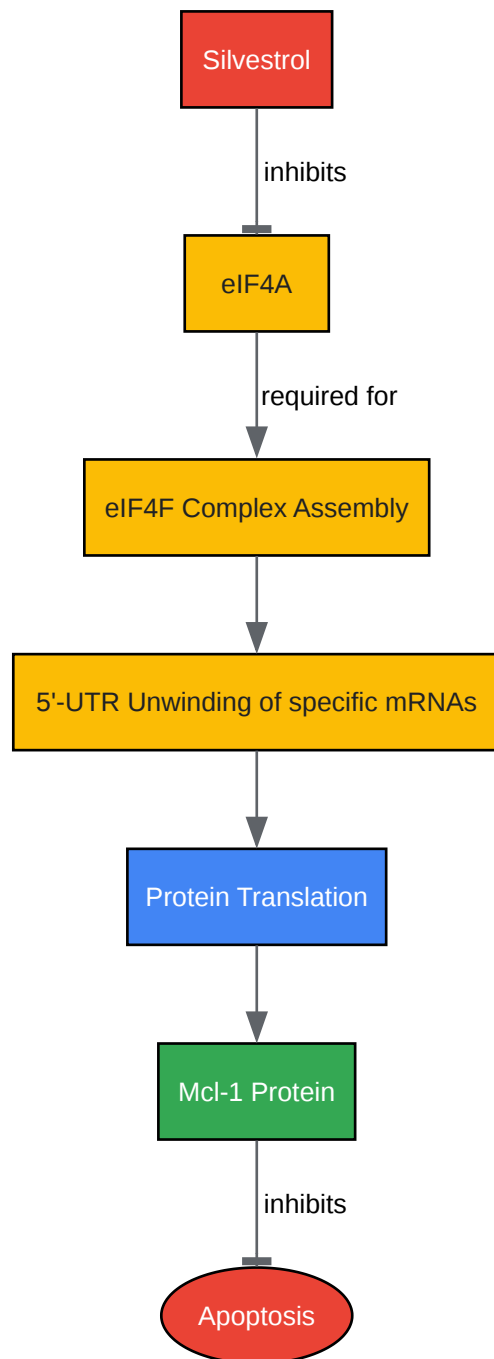 Silvestrol
inhibits
eIF4A
required for
eIF4F Complex Assembly
5'-UTR Unwinding of specific mRNAs
Protein Translation
Mcl-1 Protein
inhibits
Apoptosis